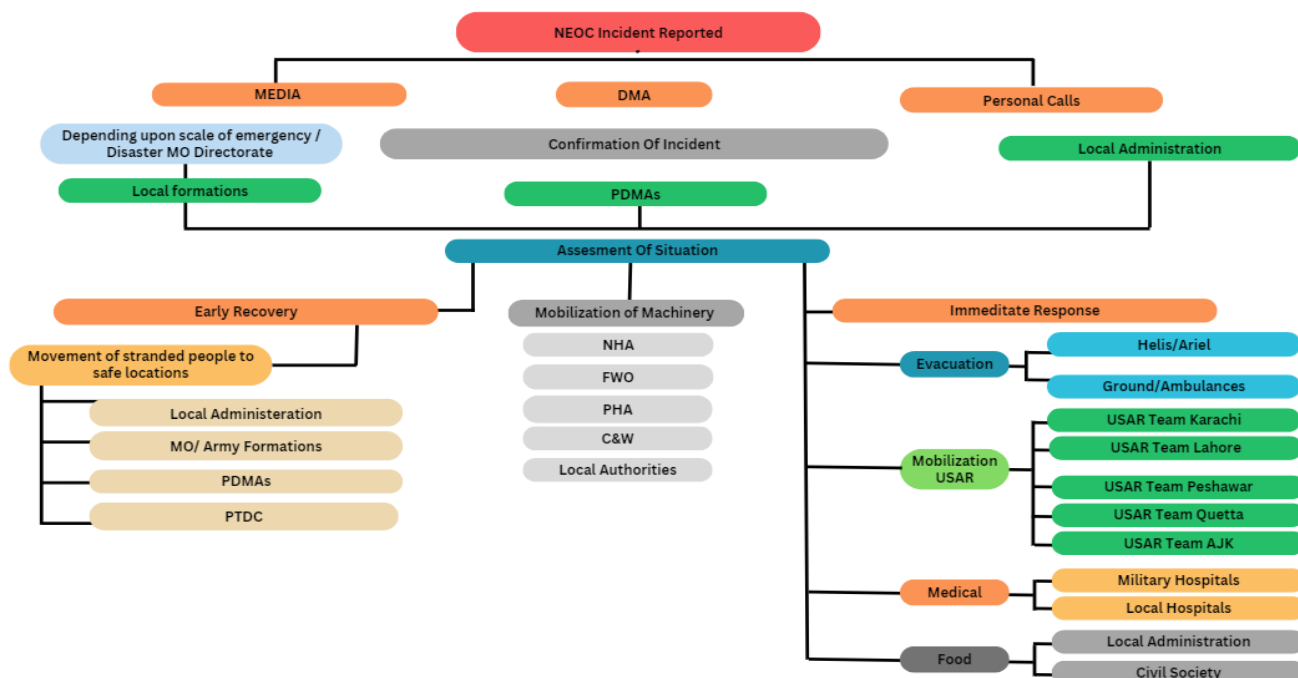 NEOC Incident Reported
MEDIA
DMA
Personal Calls
Depending upon scale of emergency /
Disaster MO Directorate
Confirmation Of Incident
Local Administration
Local formations
PDMAs
Assesment Of Situation
Early Recovery
Mobilization of Machinery
Immeditate Response
Movement of stranded people to
safe locations
Local Administeration
MO/ Army Formations
PDMAs
PTDC
NHA
FWO
PHA
C&W
Local Authorities
Evacuation
Helis/Ariel
Ground/Ambulances
Mobilization
USAR
USAR Team Karachi
USAR Team Lahore
USAR Team Peshawar
USAR Team Quetta
USAR Team AJK
Medical
Military Hospitals
Local Hospitals
Food
Local Administration
Civil Society